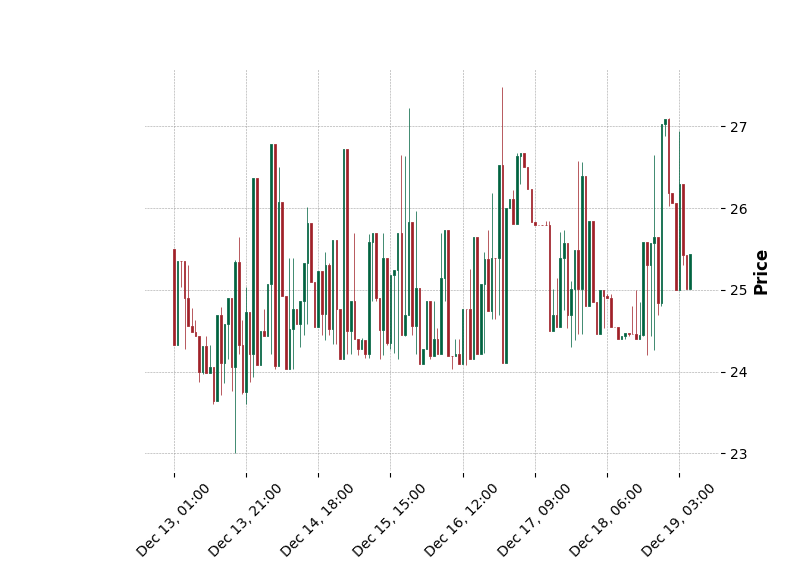 27
26
25
24
23
Price
Dec 13, 01:00
Dec 13, 21:00
Dec 14, 18:00
Dec 15, 15:00
Dec 16, 12:00
Dec 17, 09:00
Dec 18, 06:00
Dec 19, 03:00